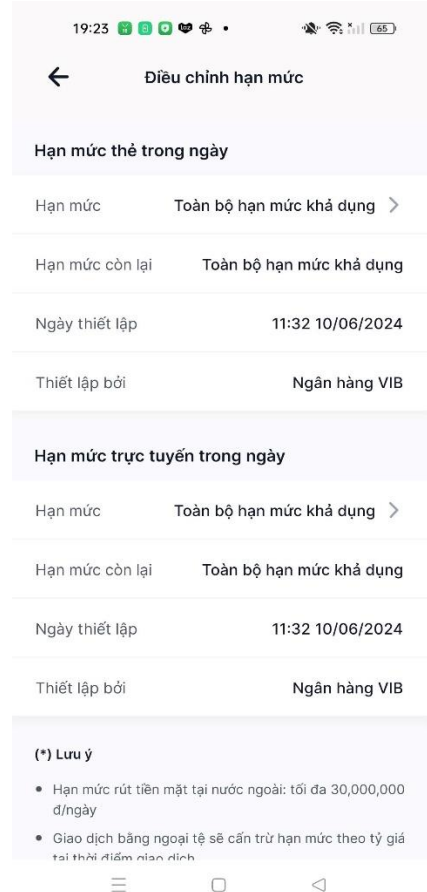 19:23 65
Điều chỉnh hạn mức
Hạn mức thẻ trong ngày
Hạn mức Toàn bộ hạn mức khả dụng
Hạn mức còn lại Toàn bộ hạn mức khả dụng
Ngày thiết lập 11:32 10/06/2024
Thiết lập bởi Ngân hàng VIB
Hạn mức trực tuyến trong ngày
Hạn mức Toàn bộ hạn mức khả dụng
Hạn mức còn lại Toàn bộ hạn mức khả dụng
Ngày thiết lập 11:32 10/06/2024
Thiết lập bởi Ngân hàng VIB
(*) Lưu ý
• Hạn mức rút tiền mặt tại nước ngoài: tối đa 30,000,000
đ/ngày
• Giao dịch bằng ngoại tệ sẽ cấn trừ hạn mức theo tỷ giá
tại thời điểm giao dịch